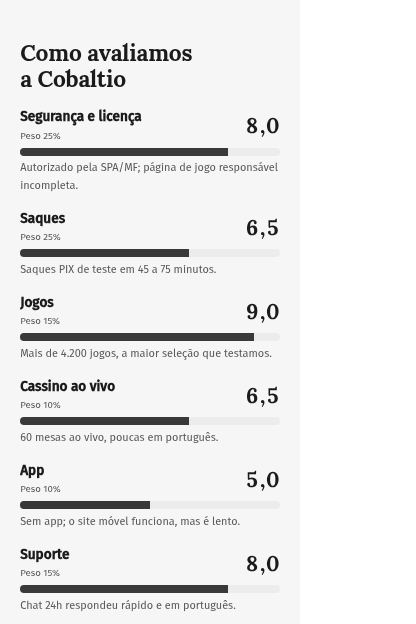 Como avaliamos
a Cobaltio
Segurança e licença
Peso 25%
8,0
Autorizado pela SPA/MF; página de jogo responsável
incompleta.
Saques
Peso 25%
6,5
Saques PIX de teste em 45 a 75 minutos.
Jogos
Peso 15%
9,0
Mais de 4.200 jogos, a maior seleção que testamos.
Cassino ao vivo
Peso 10%
6,5
60 mesas ao vivo, poucas em português.
App
Peso 10%
5,0
Sem app; o site móvel funciona, mas é lento.
Suporte
Peso 15%
8,0
Chat 24h respondeu rápido e em português.